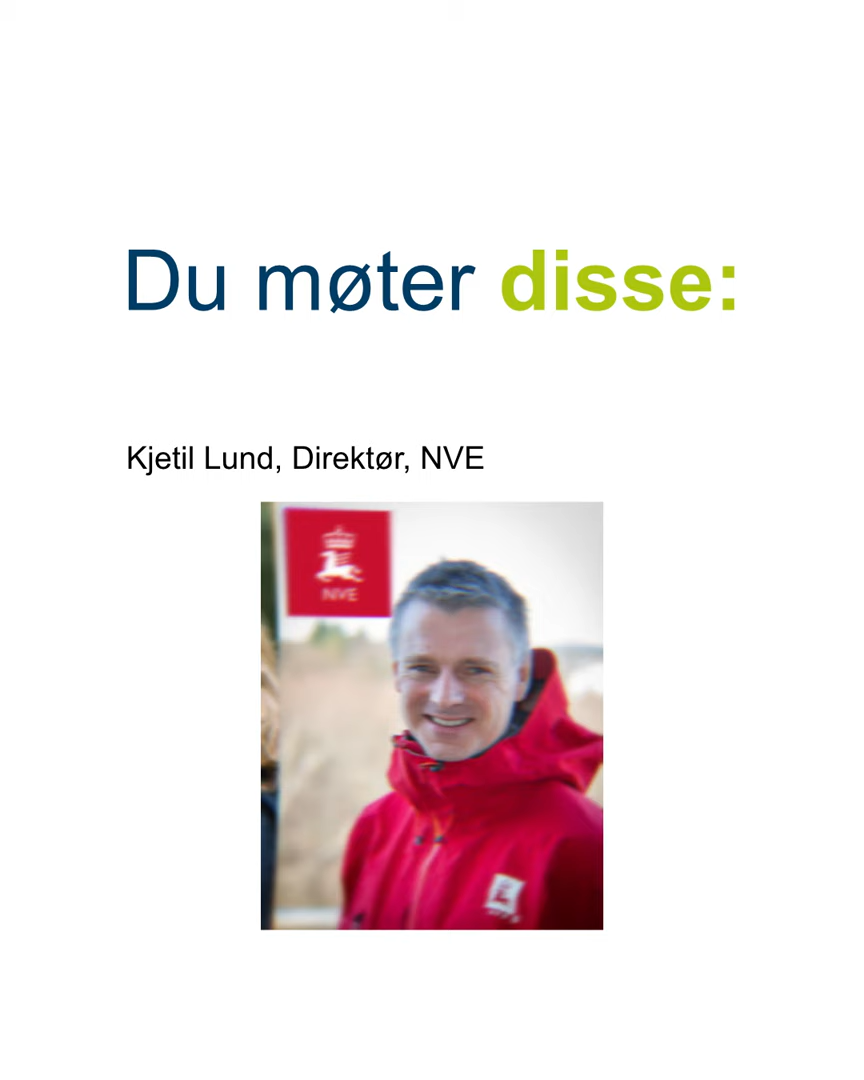 Du møter disse:
Kjetil Lund, Direktør, NVE
NVE